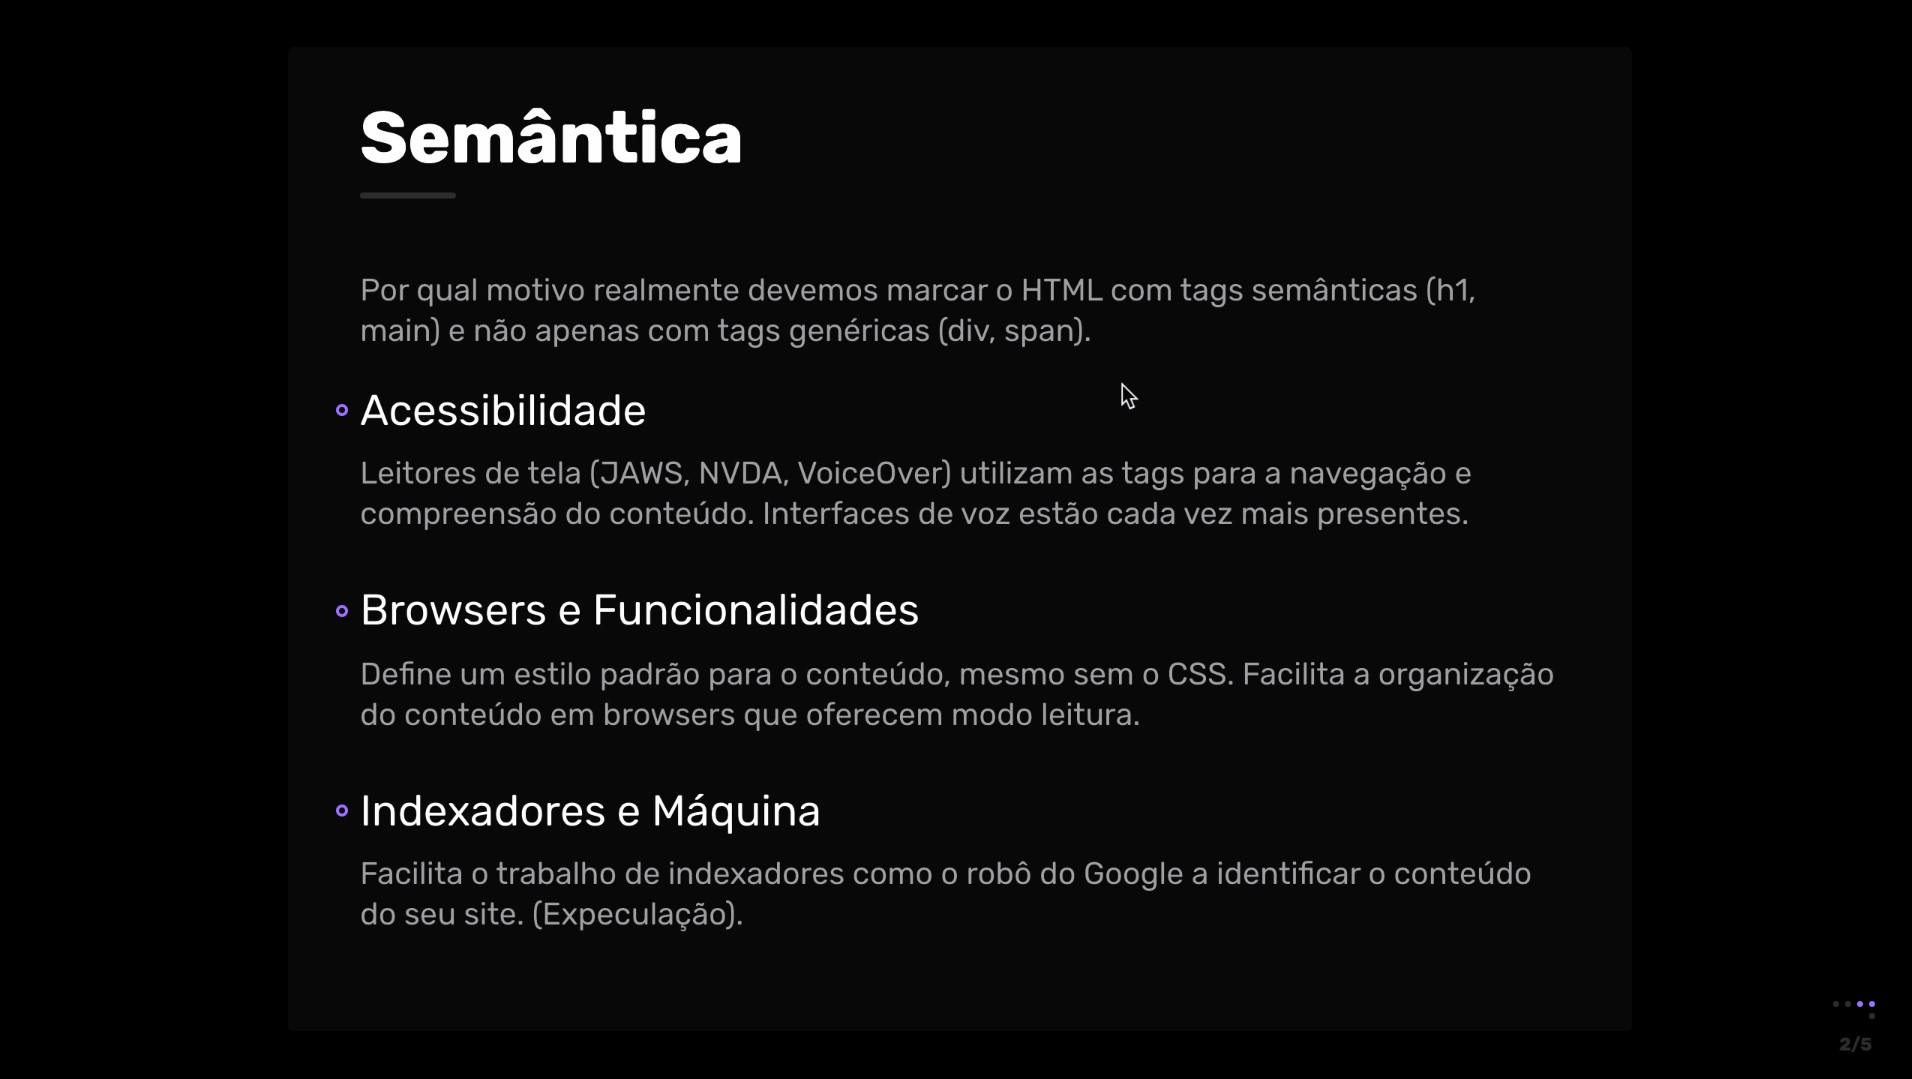 Semântica
Por qual motivo realmente devemos marcar o HTML com tags semânticas (h1,
main) e não apenas com tags genéricas (div, span).
Acessibilidade
Leitores de tela (JAWS, NVDA, VoiceOver) utilizam as tags para a navegação e
compreensão do conteúdo. Interfaces de voz estão cada vez mais presentes.
Browsers e Funcionalidades
Define um estilo padrão para o conteúdo, mesmo sem o CSS. Facilita a organização
do conteúdo em browsers que oferecem modo leitura.
Indexadores e Máquina
Facilita o trabalho de indexadores como o robô do Google a identificar o conteúdo
do seu site. (Expeculação).
2/5